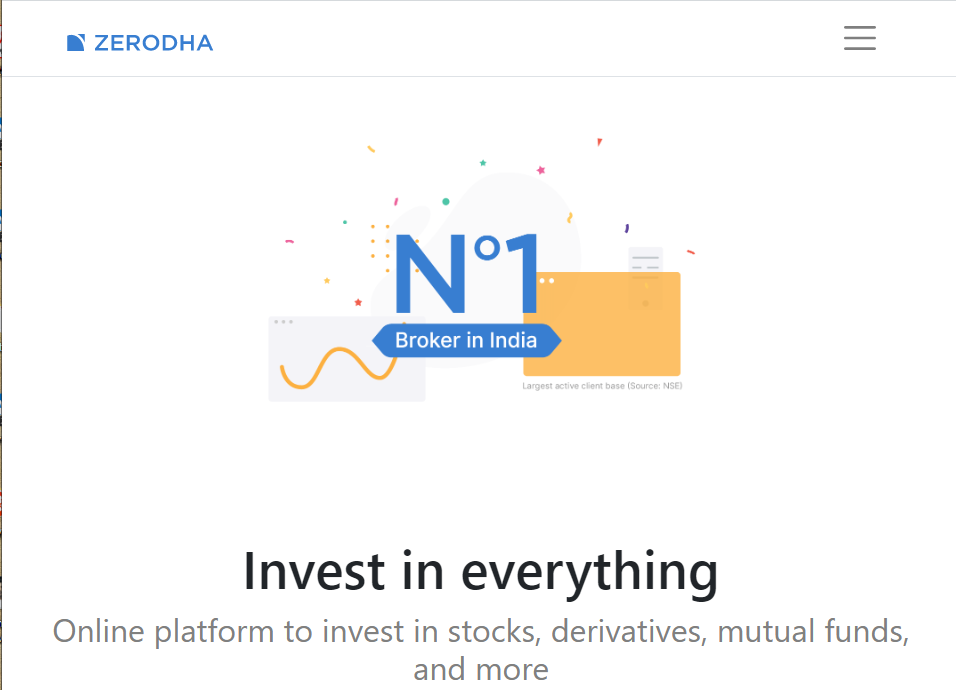 ZERODHA
N°1
Broker in India
Largest active client base (Source: NSE)
Invest in everything
Online platform to invest in stocks, derivatives, mutual funds,
and more